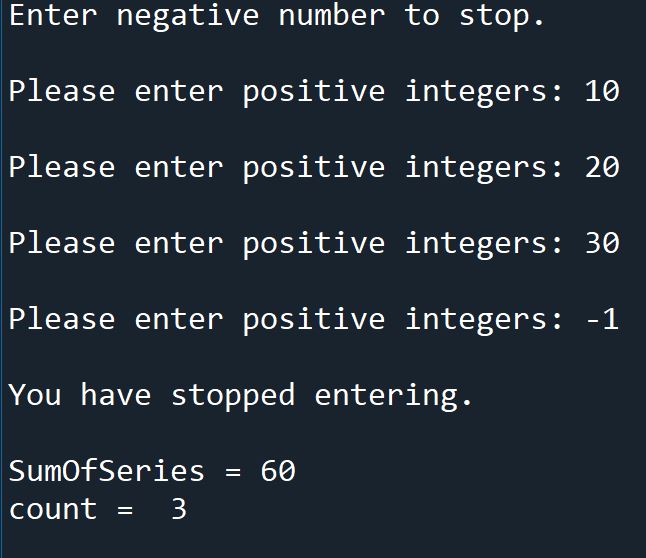 Enter negative number to stop.
Please enter positive integers: 10
Please enter positive integers: 20
Please enter positive integers: 30
Please enter positive integers: -1
You have stopped entering.
SumOfSeries = 60
count =  3